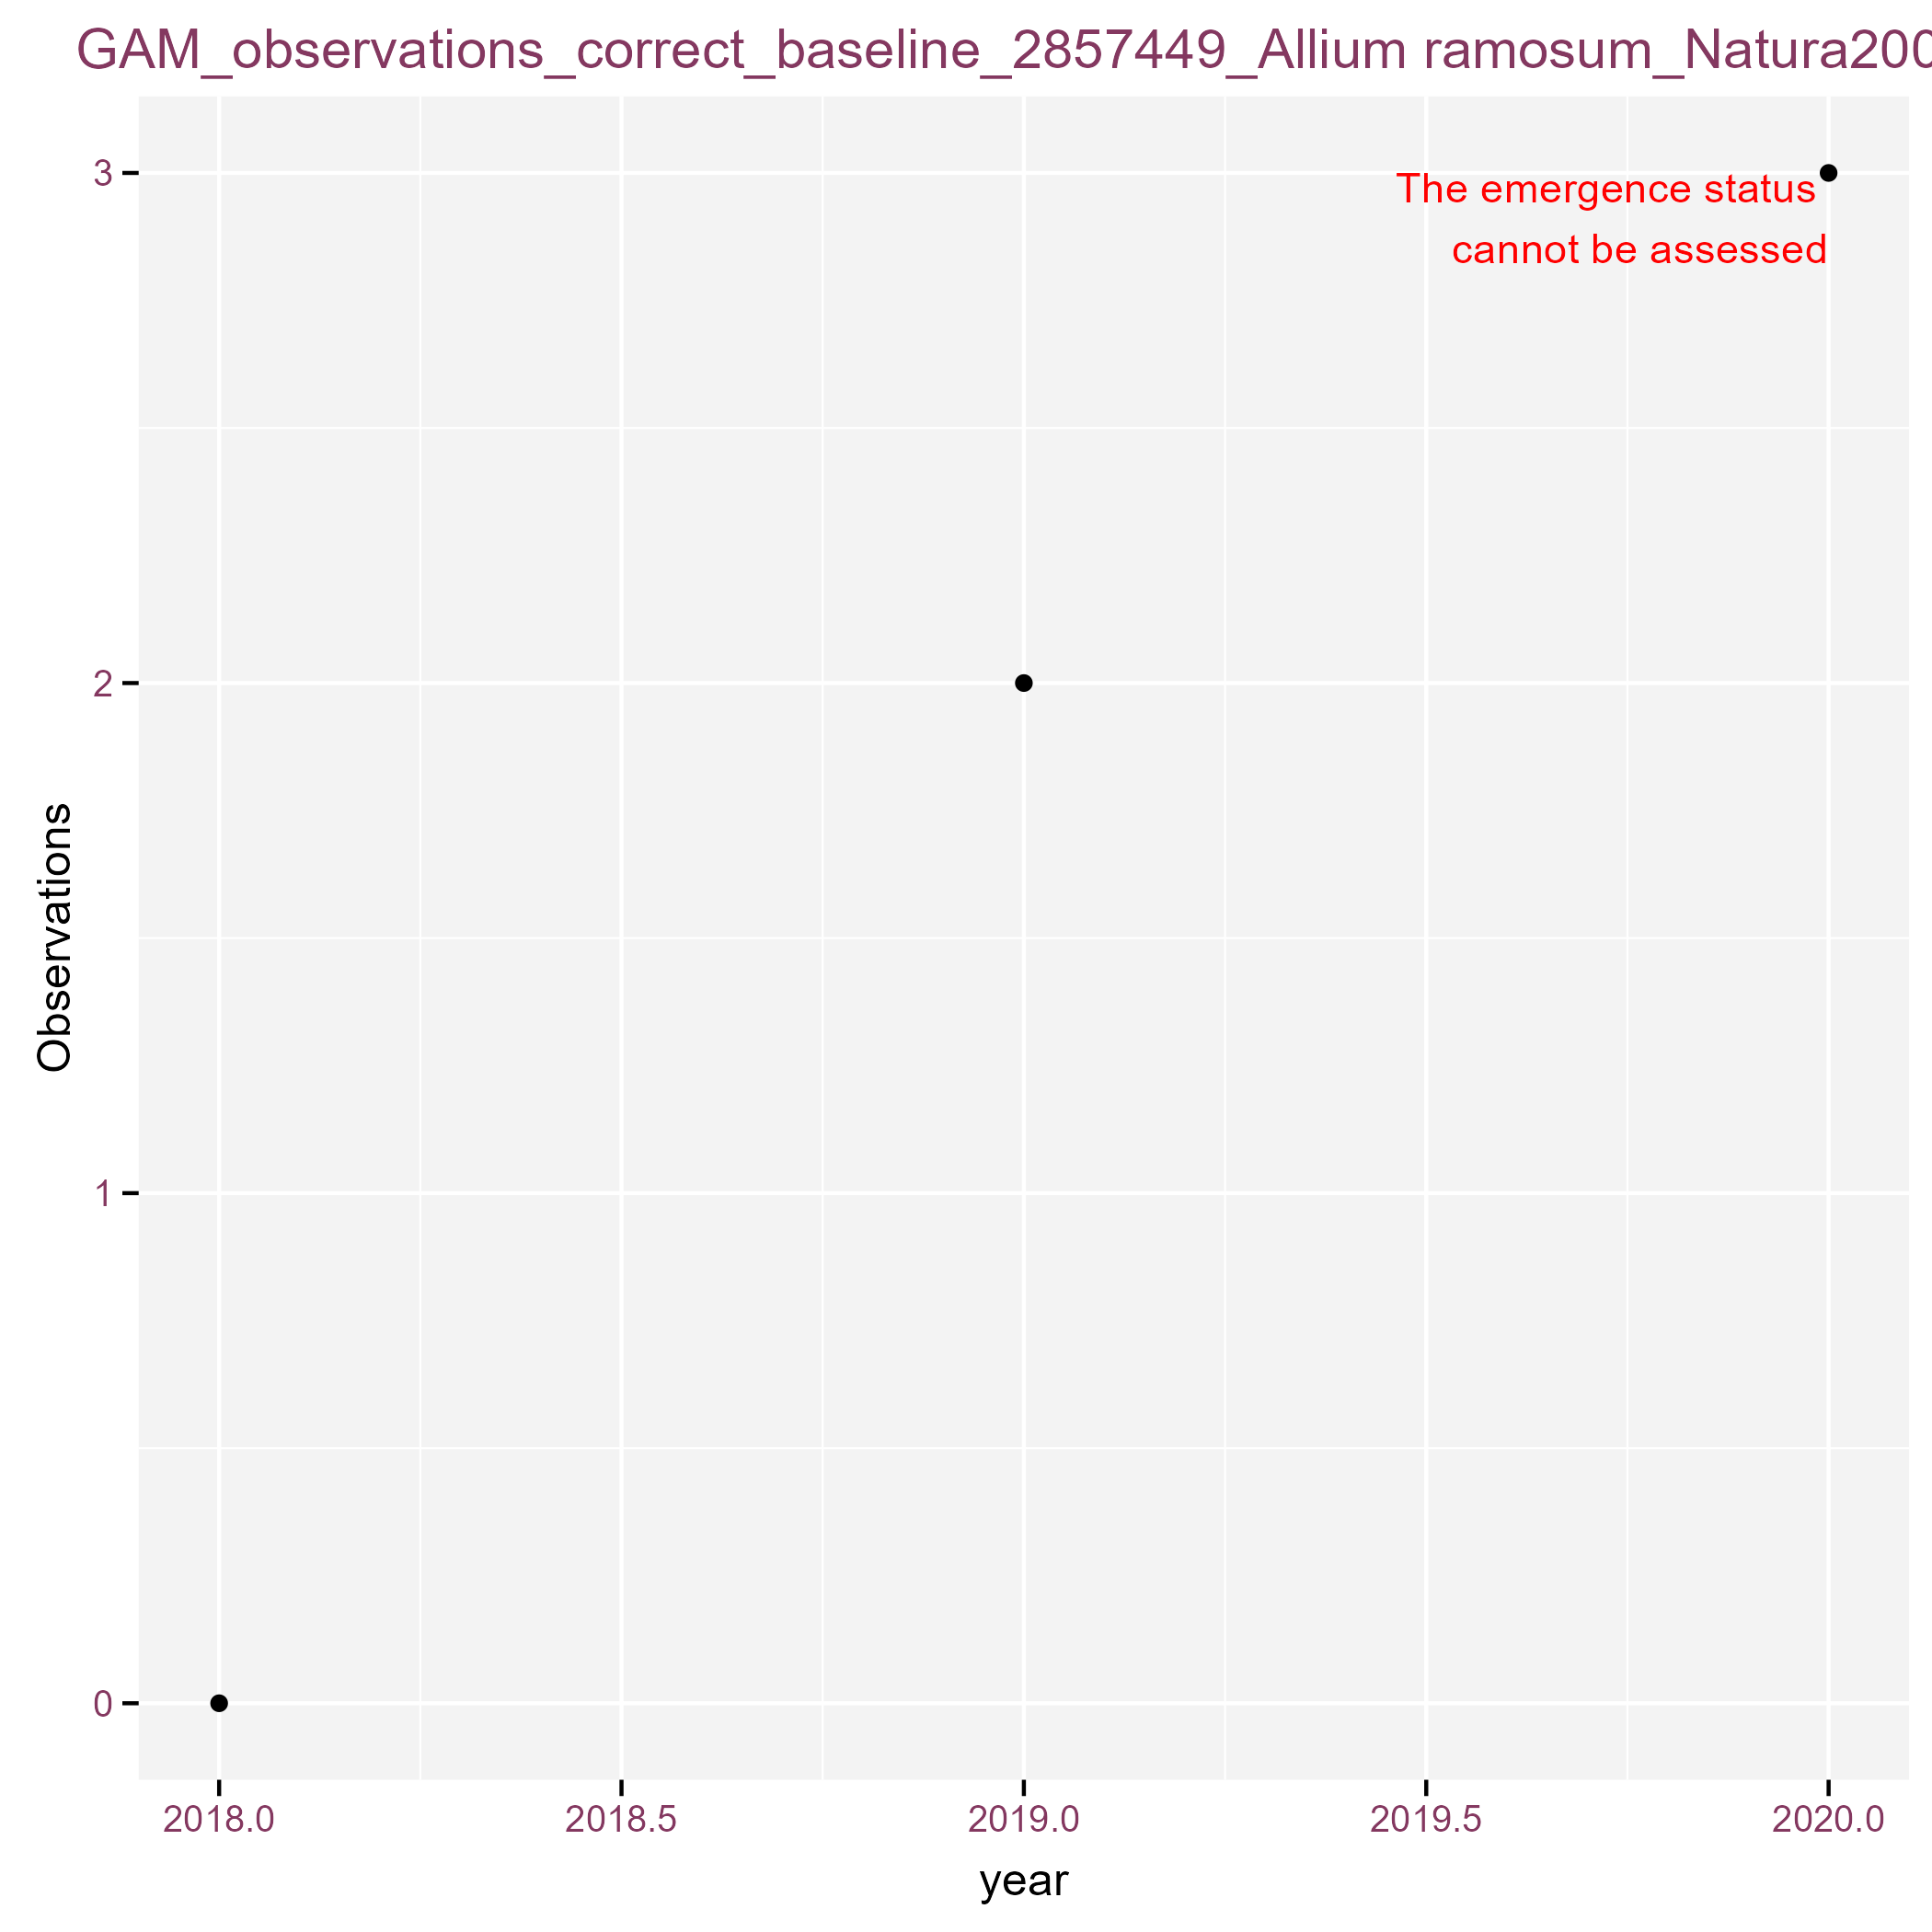 GAM_observations_correct_baseline_2857449_Allium ramosum_Natura200
3
The emergence status
cannot be assessed
2
Observations
1
0
2018.0 2018.5 2019.0 2019.5 2020.0
year